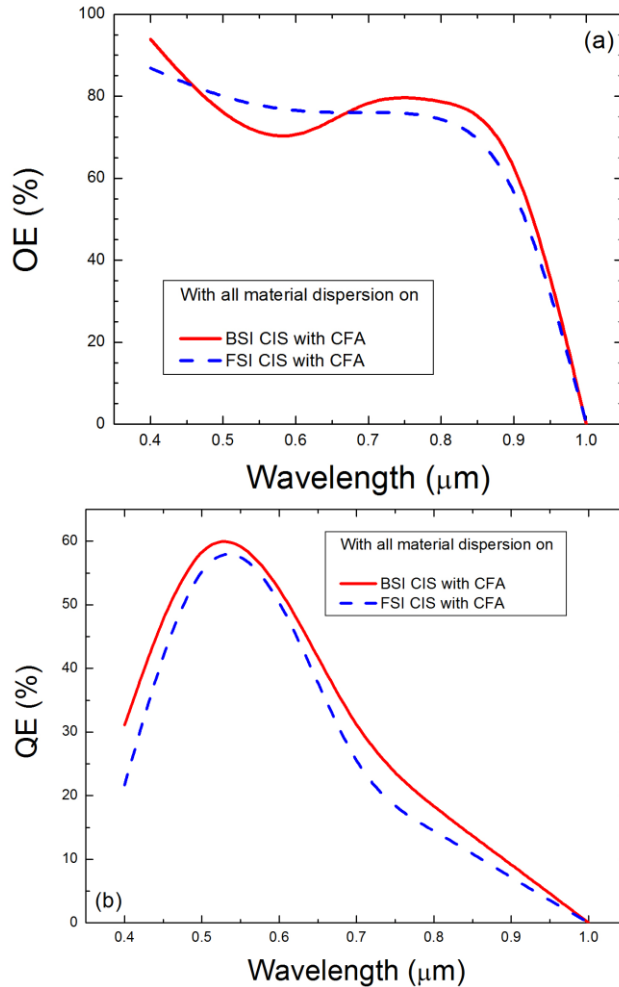 (a)
OE (%)
100
80
60
40
20
0
With all material dispersion on
BSI CIS with CFA
FSI CIS with CFA
0.4 0.5 0.6 0.7 0.8 0.9 1.0
Wavelength (μm)
QE (%)
60
50
40
30
20
10
0
With all material dispersion on
BSI CIS with CFA
FSI CIS with CFA
(b)
0.4 0.5 0.6 0.7 0.8 0.9 1.0
Wavelength (μm)